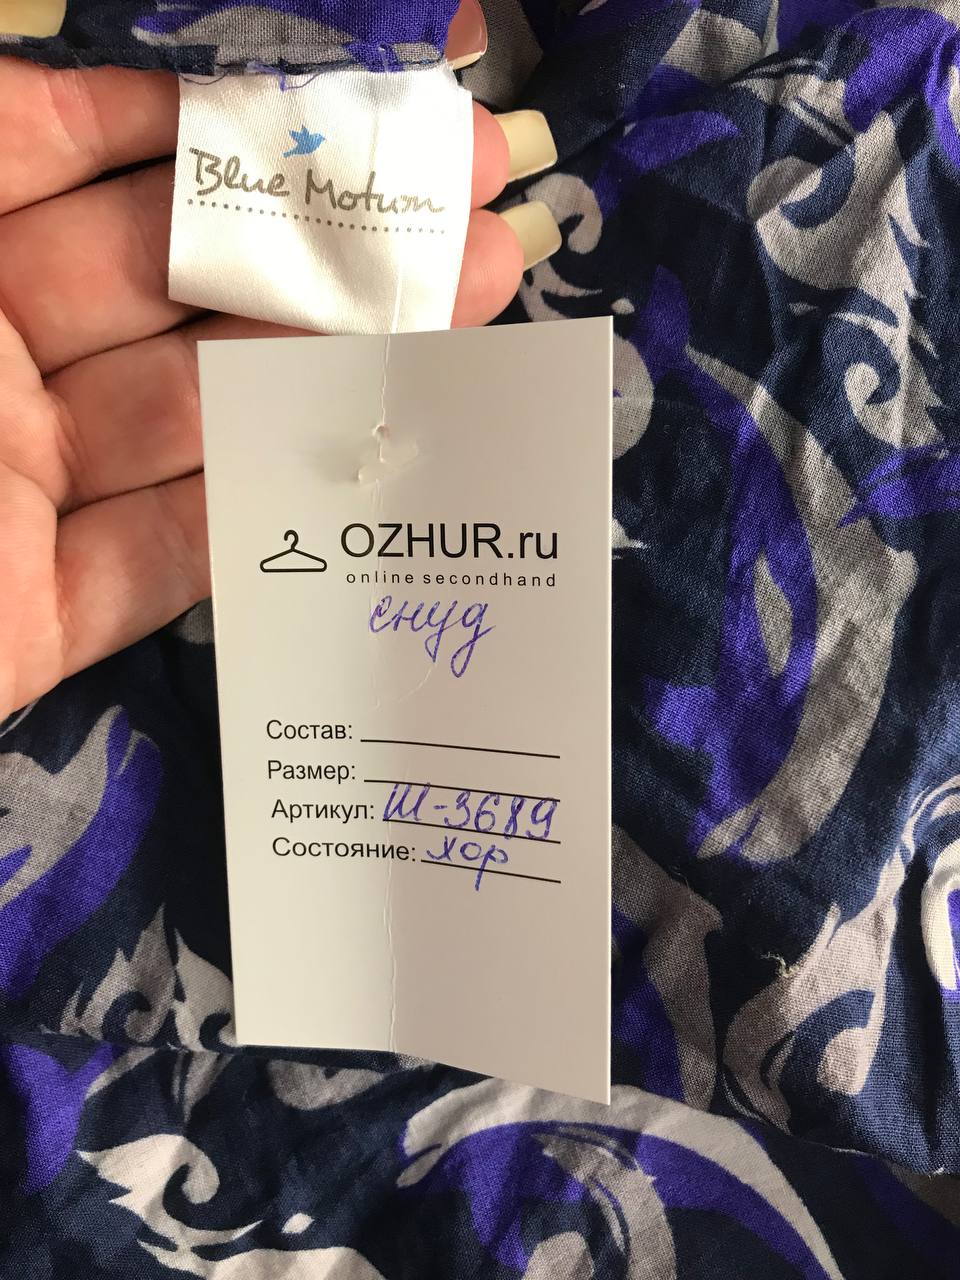 Blue Motion
OZHUR.ru
online secondhand
снуд
Состав:
Размер:
Артикул: Ш-3689
Состояние: хор